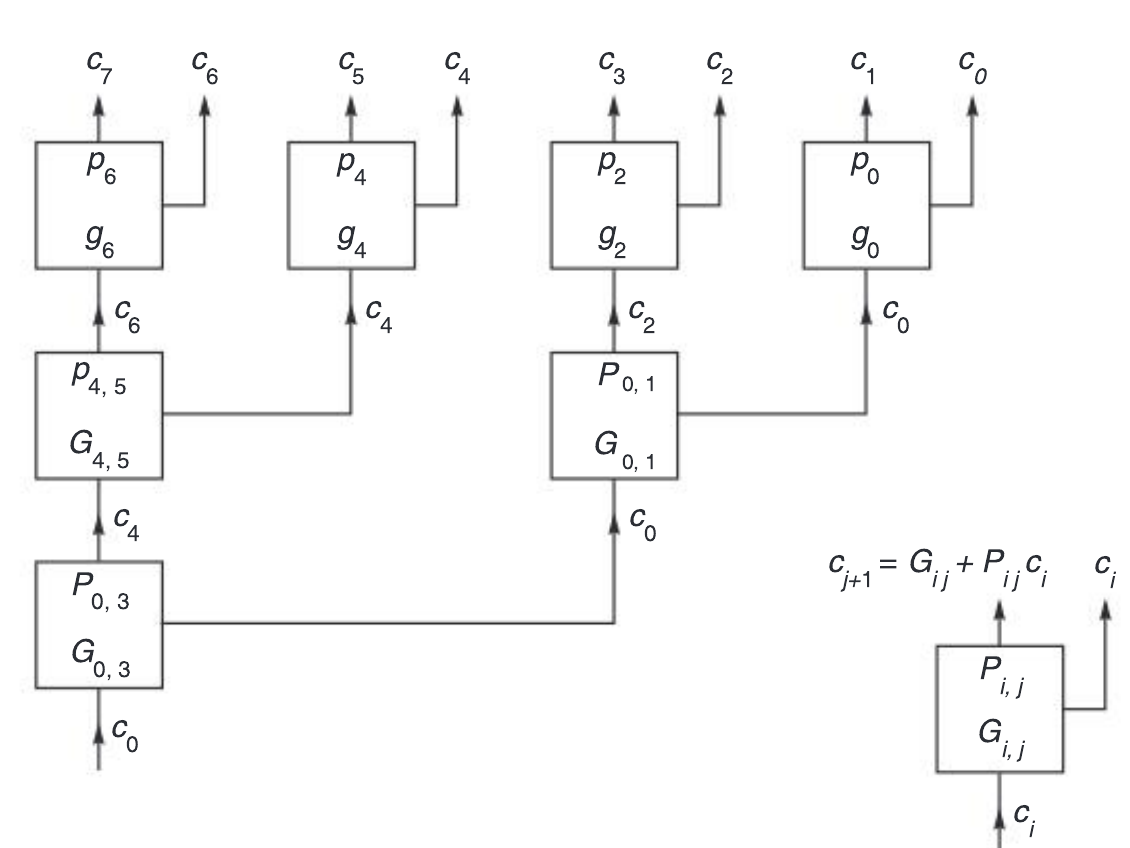 c₇ c₆ c₅ c₄ c₃ c₂ c₁ c₀
p₆ p₄ p₂ p₀
g₆ g₄ g₂ g₀
c₆ c₄ c₂ c₀
p₄, ₅ P₀, ₁
G₄, ₅ G₀, ₁
c₄ c₀
cⱼ₊₁ = Gᵢⱼ + Pᵢⱼ cᵢ cᵢ
P₀, ₃
G₀, ₃
Pᵢ, ⱼ
c₀ Gᵢ, ⱼ
cᵢ